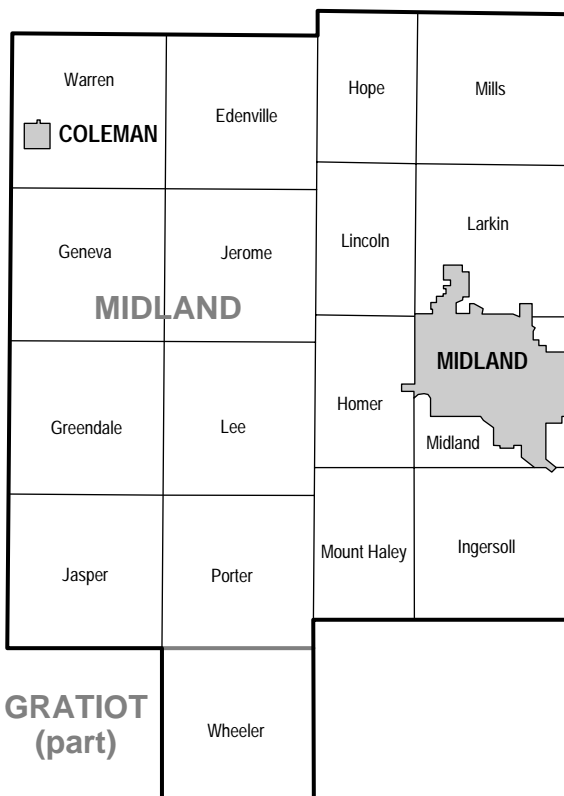 Warren
Edenville
Hope
Mills
COLEMAN
Geneva
Jerome
Lincoln
Larkin
MIDLAND
MIDLAND
Greendale
Lee
Homer
Midland
Jasper
Porter
Mount Haley
Ingersoll
GRATIOT
(part)
Wheeler